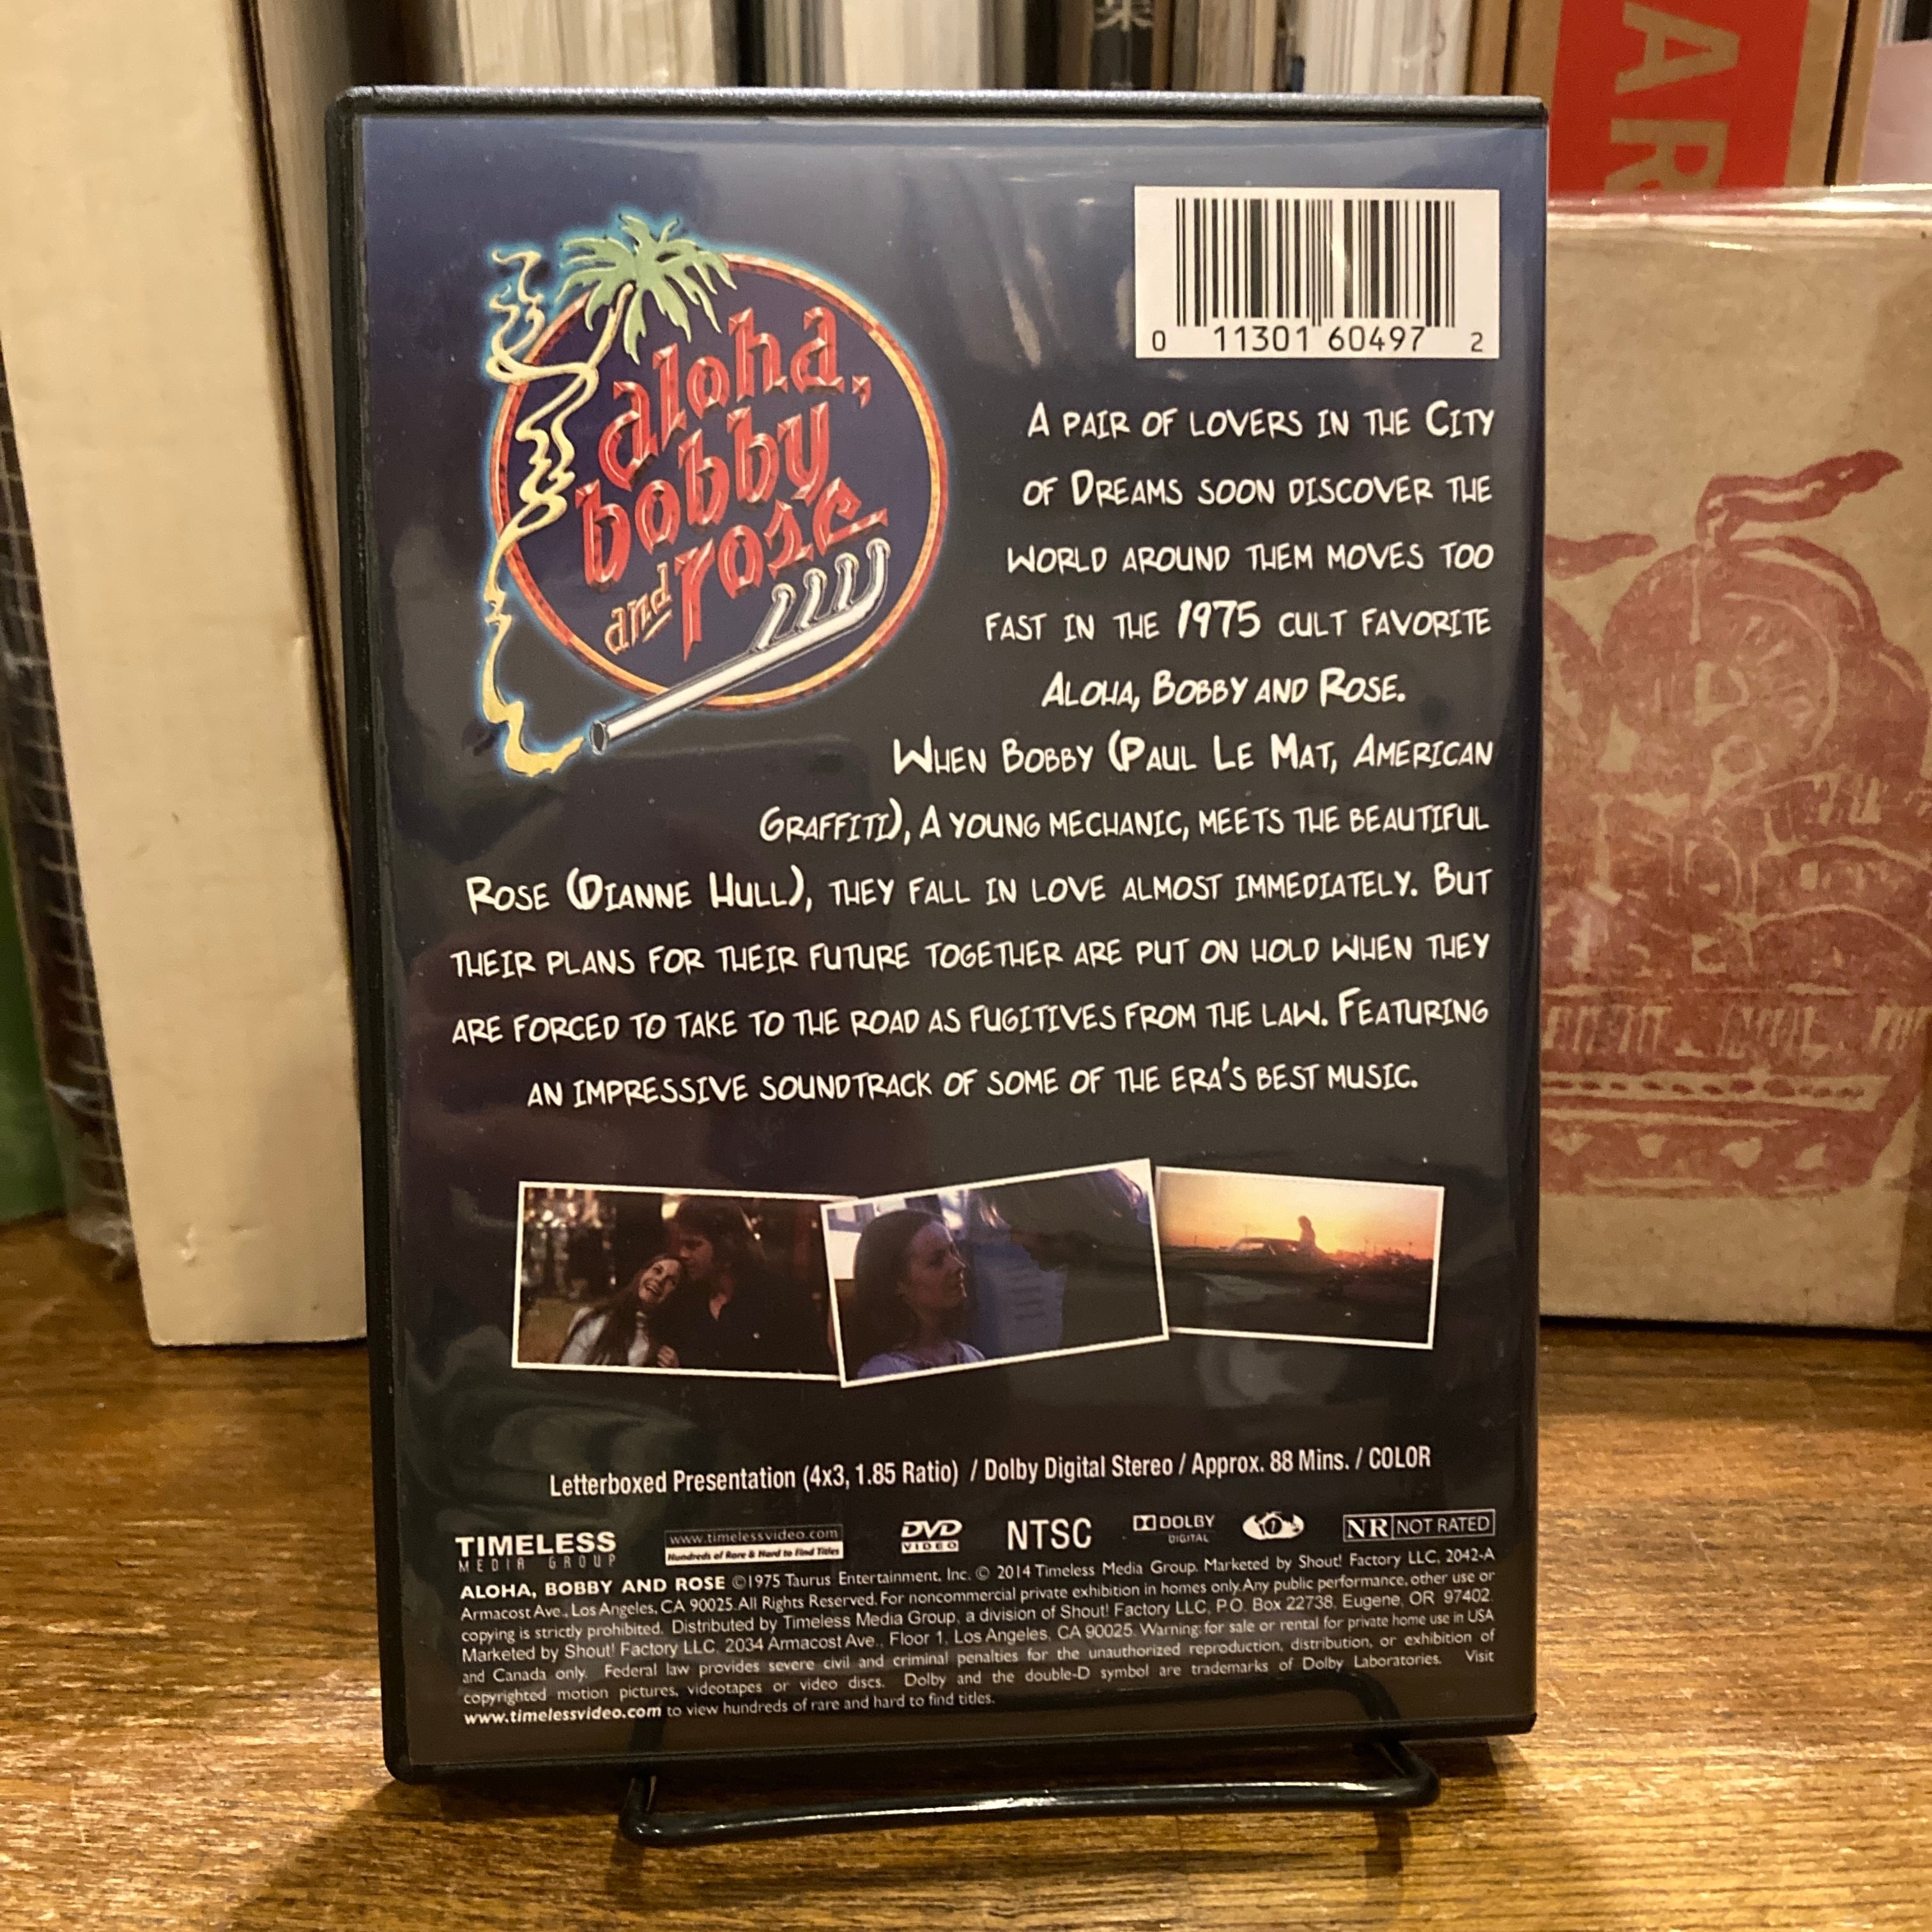 AR
aloha,
bobby
and rose
0 11301 60497 2
A PAIR OF LOVERS IN THE CITY
OF DREAMS SOON DISCOVER THE
WORLD AROUND THEM MOVES TOO
FAST IN THE 1975 CULT FAVORITE
ALOHA, BOBBY AND ROSE.
WHEN BOBBY (PAUL LE MAT, AMERICAN
GRAFFITI), A YOUNG MECHANIC, MEETS THE BEAUTIFUL
ROSE (DIANNE HULL), THEY FALL IN LOVE ALMOST IMMEDIATELY. BUT
THEIR PLANS FOR THEIR FUTURE TOGETHER ARE PUT ON HOLD WHEN THEY
ARE FORCED TO TAKE TO THE ROAD AS FUGITIVES FROM THE LAW. FEATURING
AN IMPRESSIVE SOUNDTRACK OF SOME OF THE ERA'S BEST MUSIC.
Letterboxed Presentation (4x3, 1.85 Ratio) / Dolby Digital Stereo / Approx. 88 Mins. / COLOR
TIMELESS
MEDIA GROUP
www.timelessvideo.com
Hundreds of Rare & Hard to Find Titles
DVD
VIDEO
NTSC
DOLBY
DIGITAL
1
NR NOT RATED
ALOHA, BOBBY AND ROSE ©1975 Taurus Entertainment, Inc. © 2014 Timeless Media Group. Marketed by Shout! Factory LLC, 2042-A
Armacost Ave., Los Angeles, CA 90025. All Rights Reserved. For noncommercial private exhibition in homes only. Any public performance, other use or
copying is strictly prohibited. Distributed by Timeless Media Group, a division of Shout! Factory LLC, P.O. Box 22738, Eugene, OR 97402.
Marketed by Shout! Factory LLC, 2034 Armacost Ave., Floor 1, Los Angeles, CA 90025. Warning: for sale or rental for private home use in USA
and Canada only. Federal law provides severe civil and criminal penalties for the unauthorized reproduction, distribution, or exhibition of
copyrighted motion pictures, videotapes or video discs. Dolby and the double-D symbol are trademarks of Dolby Laboratories. Visit
www.timelessvideo.com to view hundreds of rare and hard to find titles.